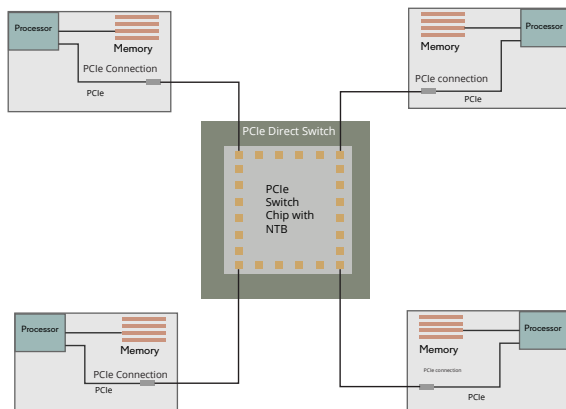 Processor
Memory
PCIe Connection
PCIe
Processor
Memory
PCIe connection
PCIe
PCIe Direct Switch
PCIe
Switch
Chip with
NTB
Processor
Memory
PCIe Connection
PCIe
Processor
Memory
PCIe connection
PCIe